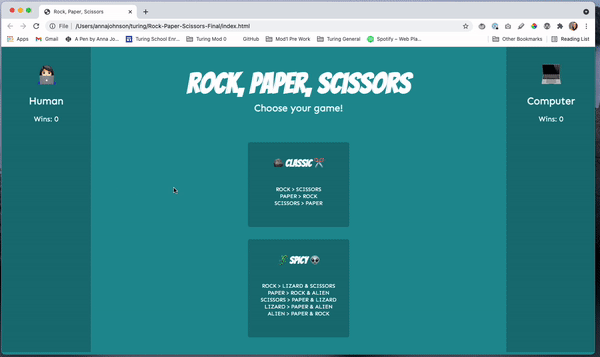 Rock, Paper, Scissors
File
/Users/annajohnson/turing/Rock-Paper-Scissors-Final/index.html
Apps
Gmail
A Pen by Anna Jo...
Turing School Enr...
Turing Mod 0
GitHub
Mod1 Pre Work
Turing General
Spotify – Web Pla...
Other Bookmarks
Reading List
Human
Wins: 0
ROCK, PAPER, SCISSORS
Choose your game!
Computer
Wins: 0
CLASSIC
ROCK > SCISSORS
PAPER > ROCK
SCISSORS > PAPER
SPICY
ROCK > LIZARD & SCISSORS
PAPER > ROCK & ALIEN
SCISSORS > PAPER & LIZARD
LIZARD > PAPER & ALIEN
ALIEN > PAPER & ROCK